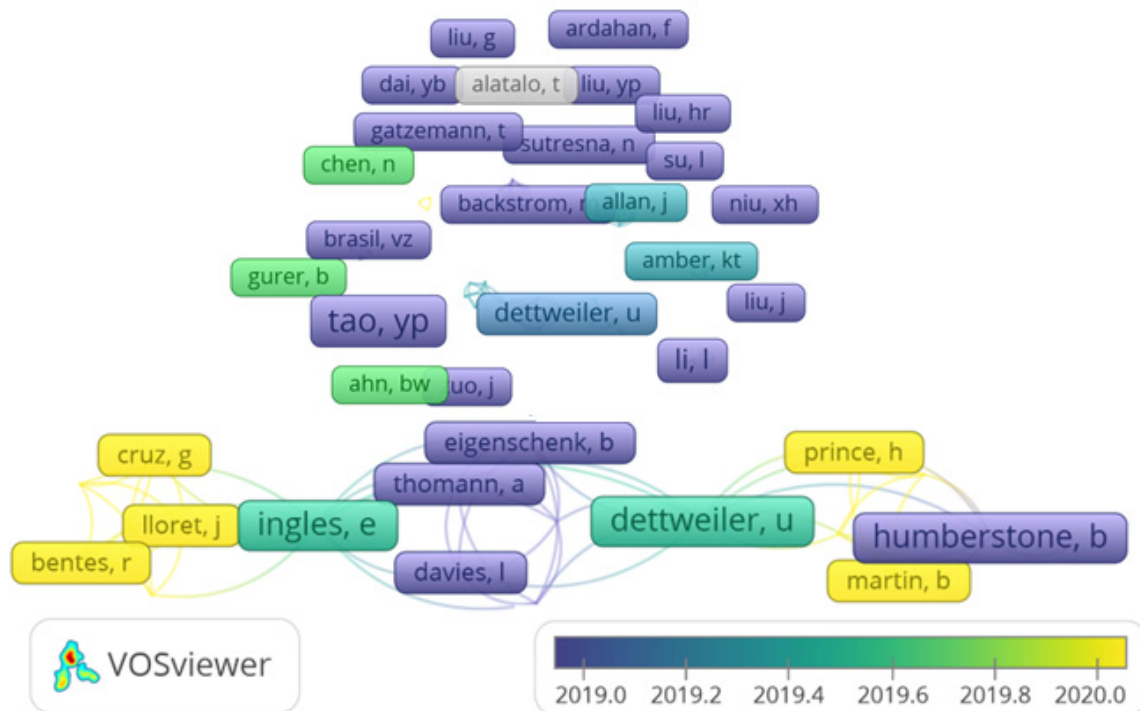 liu, g
ardahan, f
dai, yb
alatalo, t
liu, yp
liu, hr
gatzemann, t
sutresna, n
su, l
chen, n
backstrom,
allan, j
niu, xh
brasil, vz
amber, kt
gurer, b
liu, j
dettweiler, u
tao, yp
li, l
ahn, bw
uo, j
eigenschenk, b
cruz, g
prince, h
thomann, a
lloret, j
ingles, e
dettweiler, u
humberstone, b
bentes, r
davies, l
martin, b
VOSviewer
2019.0 2019.2 2019.4 2019.6 2019.8 2020.0